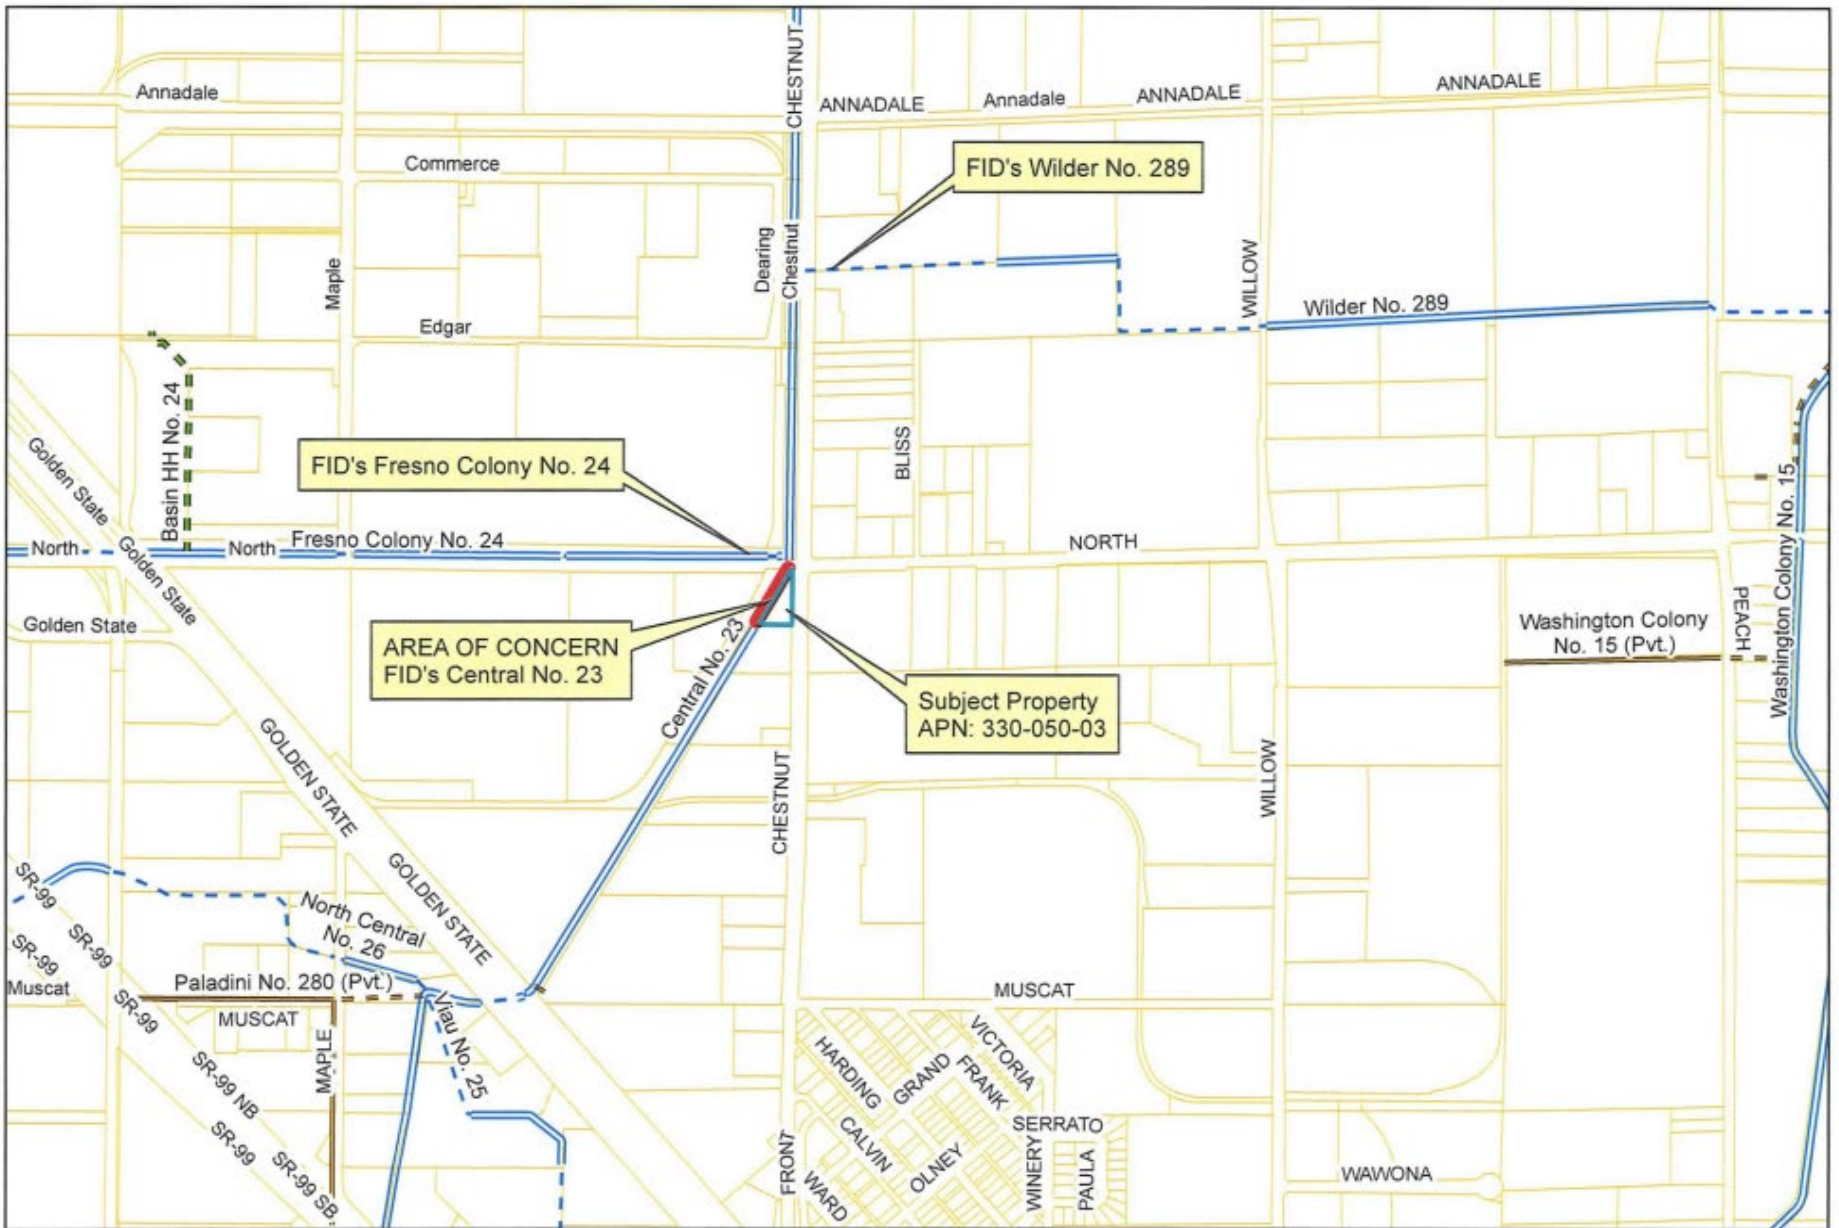 Annadale
CHESTNUT
ANNADALE
Annadale
ANNADALE
ANNADALE
Commerce
FID's Wilder No. 289
Maple
Dearing
Chestnut
WILLOW
Wilder No. 289
Edgar
Basin HH No. 24
Golden State
FID's Fresno Colony No. 24
BLISS
Washington Colony No. 15
North
Golden State
North
Fresno Colony No. 24
NORTH
Golden State
AREA OF CONCERN
FID's Central No. 23
Central No. 23
Subject Property
APN: 330-050-03
Washington Colony
No. 15 (Pvt.)
PEACH
GOLDEN STATE
CHESTNUT
WILLOW
GOLDEN STATE
SR-99
SR-99
SR-99
Muscat
North Central
No. 26
Paladini No. 280 (Pvt.)
SR-99
MUSCAT
MAPLE
Viau No. 25
MUSCAT
SR-99 NB
SR-99
SR-99 SB
HARDING
GRAND
FRANK
VICTORIA
CALVIN
OLNEY
SERRATO
FRONT
WARD
WINERY
PAULA
WAWONA